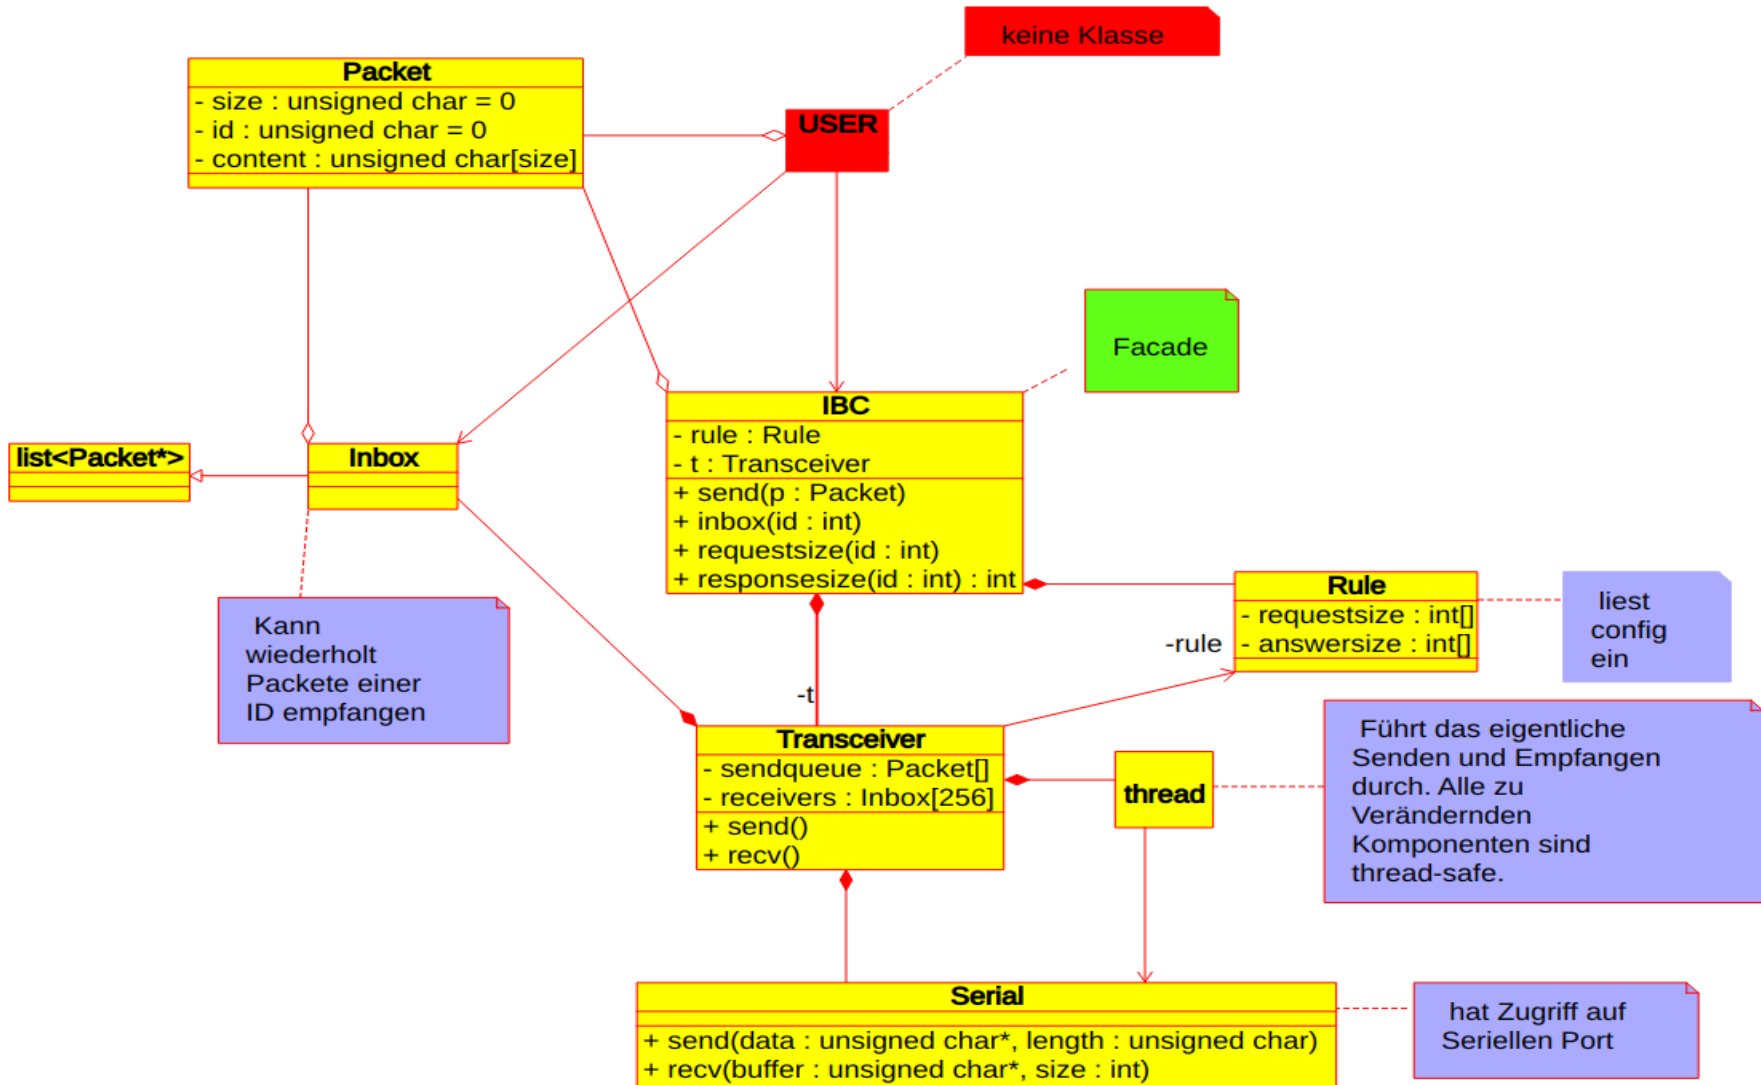 keine Klasse
Packet
- size : unsigned char = 0
- id : unsigned char = 0
- content : unsigned char[size]
USER
Facade
IBC
- rule : Rule
- t : Transceiver
+ send(p : Packet)
+ inbox(id : int)
+ requestsize(id : int)
+ responsesize(id : int) : int
list<Packet*>
Inbox
Kann
wiederholt
Packete einer
ID empfangen
Rule
- requestsize : int[]
- answersize : int[]
-rule
liest
config
ein
-t
Transceiver
- sendqueue : Packet[]
- receivers : Inbox[256]
+ send()
+ recv()
thread
Führt das eigentliche
Senden und Empfangen
durch. Alle zu
Verändernden
Komponenten sind
thread-safe.
Serial
+ send(data : unsigned char*, length : unsigned char)
+ recv(buffer : unsigned char*, size : int)
hat Zugriff auf
Seriellen Port